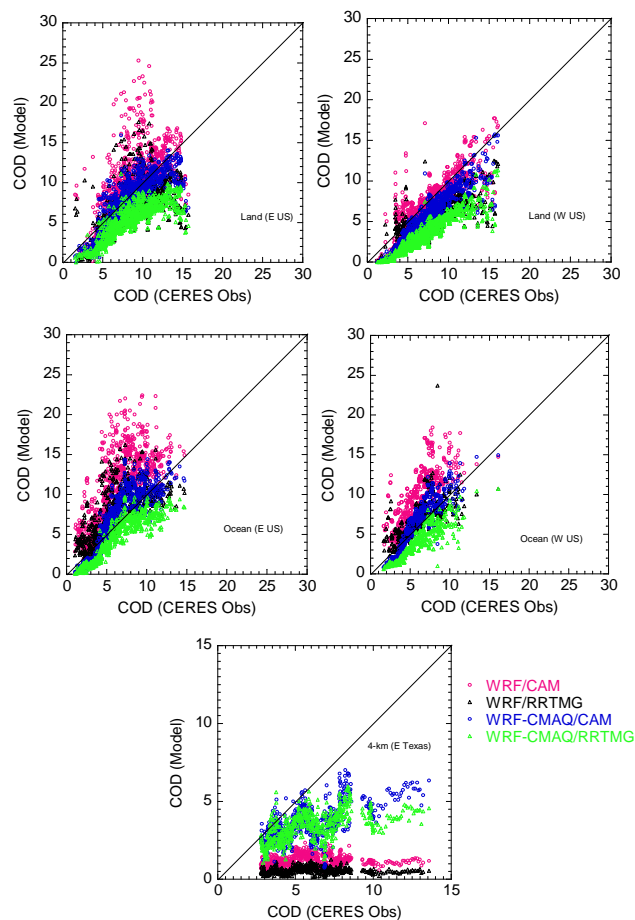 30
25
20
15
10
5
0
COD (Model)
Land (E US)
0 5 10 15 20 25 30
COD (CERES Obs)
30
25
20
15
10
5
0
COD (Model)
Land (W US)
0 5 10 15 20 25 30
COD (CERES Obs)
30
25
20
15
10
5
0
COD (Model)
Ocean (E US)
0 5 10 15 20 25 30
COD (CERES Obs)
30
25
20
15
10
5
0
COD (Model)
Ocean (W US)
0 5 10 15 20 25 30
COD (CERES Obs)
15
10
5
0
COD (Model)
4-km (E Texas)
0 5 10 15
COD (CERES Obs)
WRF/CAM
WRF/RRTMG
WRF-CMAQ/CAM
WRF-CMAQ/RRTMG